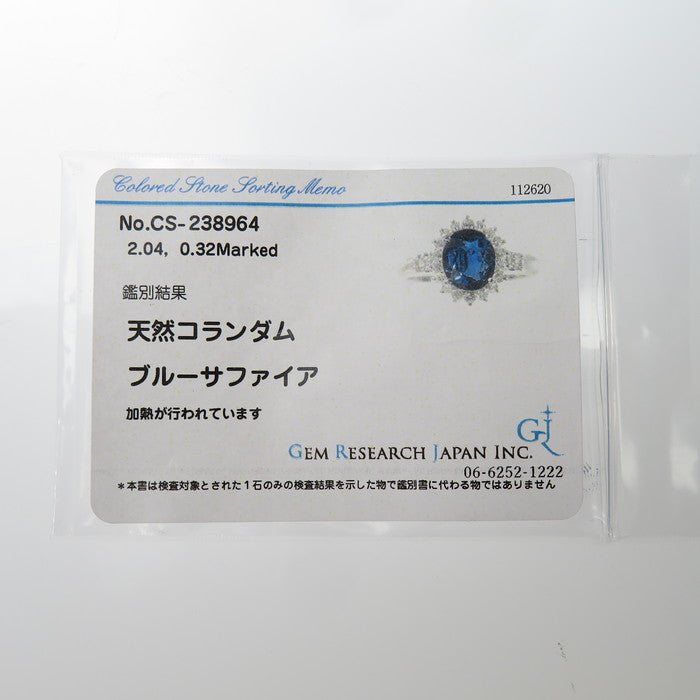 Colored Stone Sorting Memo
112620
No.CS-238964
2.04, 0.32Marked
鑑別結果
天然コランダム
ブルーサファイア
加熱が行われています
GJ
GEM RESEARCH JAPAN INC.
06-6252-1222
*本書は検査対象とされた1石のみの検査結果を示した物で鑑別書に代わる物ではありません